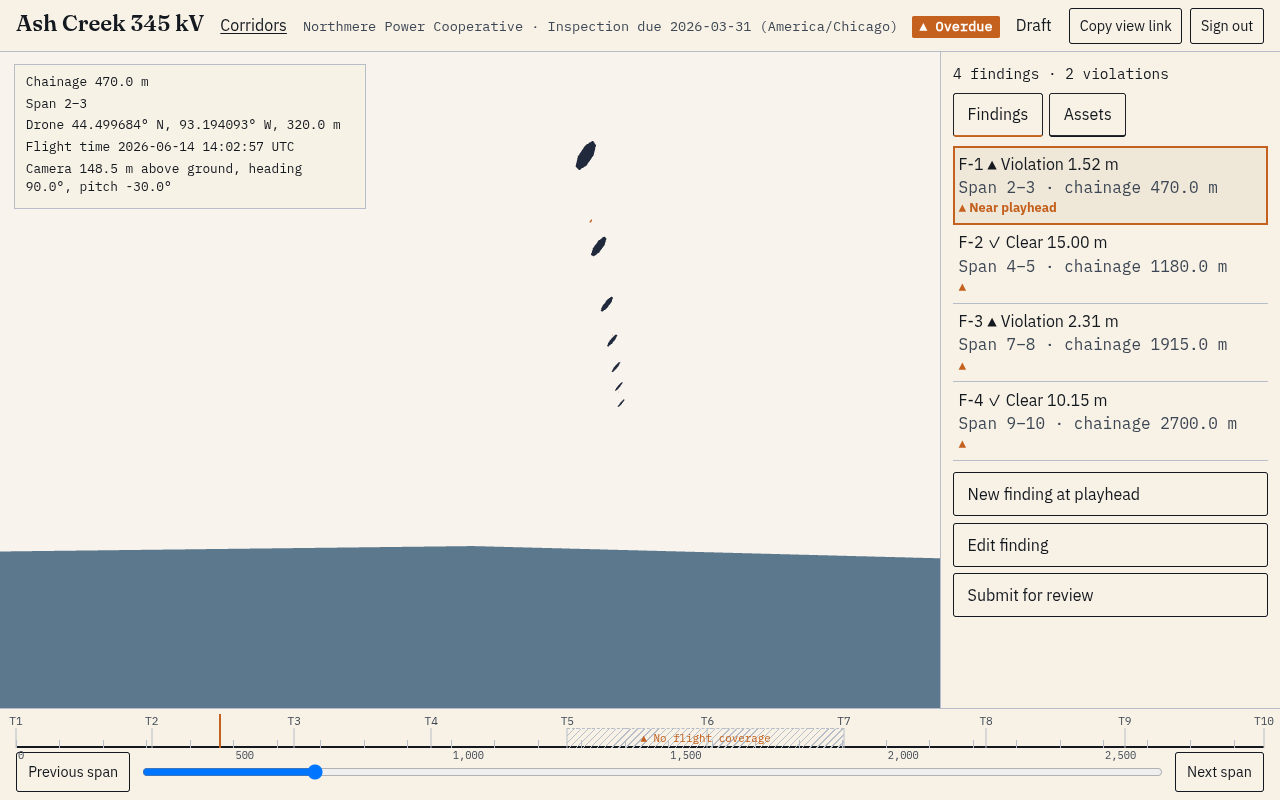 Ash Creek 345 kV Corridors Northmere Power Cooperative · Inspection due 2026-03-31 (America/Chicago) ▲ Overdue Draft Copy view link Sign out
Chainage 470.0 m
Span 2–3
Drone 44.499684° N, 93.194093° W, 320.0 m
Flight time 2026-06-14 14:02:57 UTC
Camera 148.5 m above ground, heading
90.0°, pitch -30.0°
4 findings · 2 violations
Findings Assets
F-1 ▲ Violation 1.52 m
Span 2–3 · chainage 470.0 m
▲ Near playhead
F-2 ✓ Clear 15.00 m
Span 4–5 · chainage 1180.0 m
▲
F-3 ▲ Violation 2.31 m
Span 7–8 · chainage 1915.0 m
▲
F-4 ✓ Clear 10.15 m
Span 9–10 · chainage 2700.0 m
▲
New finding at playhead
Edit finding
Submit for review
T1 T2 T3 T4 T5 T6 T7 T8 T9 T10
▲ No flight coverage
0 500 1,000 1,500 2,000 2,500
Previous span Next span